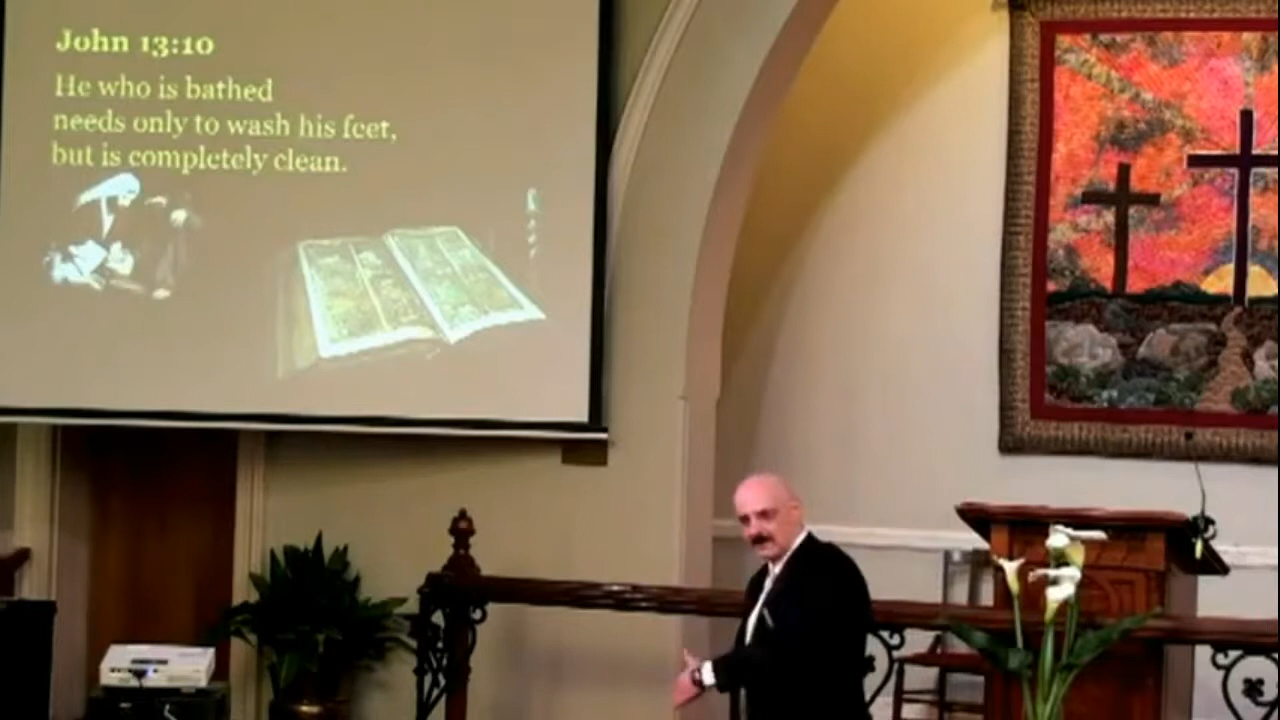 John 13:10
He who is bathed
needs only to wash his feet,
but is completely clean.